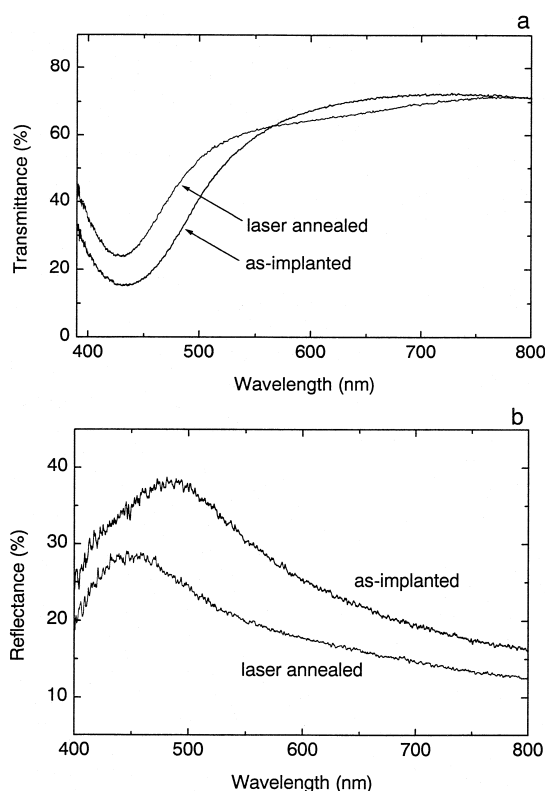 a
80
60
40
20
0
Transmittance (%)
laser annealed
as-implanted
400 500 600 700 800
Wavelength (nm)
b
40
30
20
10
Reflectance (%)
as-implanted
laser annealed
400 500 600 700 800
Wavelength (nm)